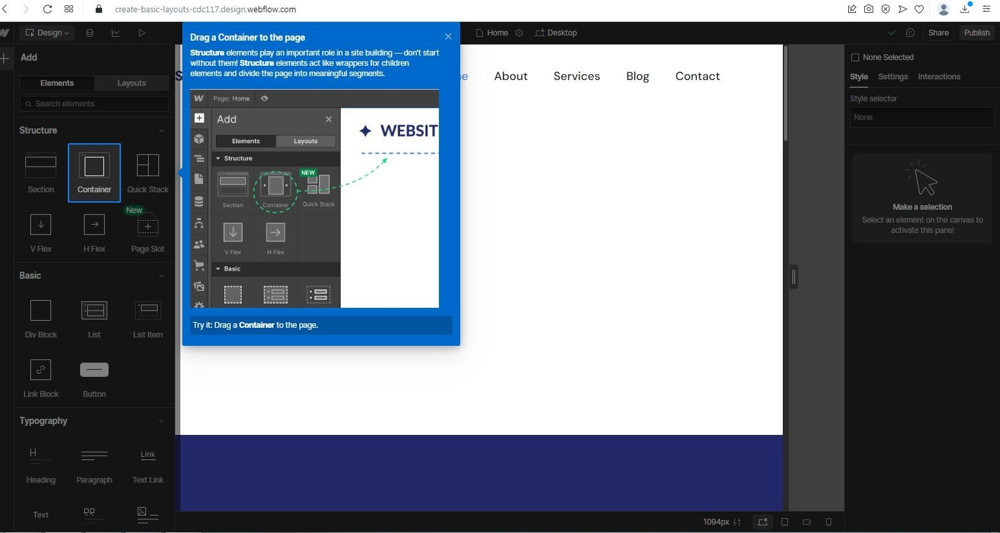 create-basic-layouts-cdc117.design.webflow.com
Design
Home
Desktop
Share
Publish
Add
Elements
Layouts
Search elements
Structure
Section
Container
Quick Stack
V Flex
H Flex
New
Page Slot
Basic
Div Block
List
List Item
Link Block
Button
Typography
H
Link
Heading
Paragraph
Text Link
Text
Drag a Container to the page
Structure elements play an important role in a site building — don't start
without them! Structure elements act like wrappers for children
elements and divide the page into meaningful segments.
W
Page: Home
Add
WEBSIT
Elements
Layouts
Structure
NEW
Section
Container
Quick Stack
V Flex
H Flex
Basic
Try it: Drag a Container to the page.
About
Services
Blog
Contact
None Selected
Style
Settings
Interactions
Style selector
None
Make a selection
Select an element on the canvas to
activate this panel
1094px